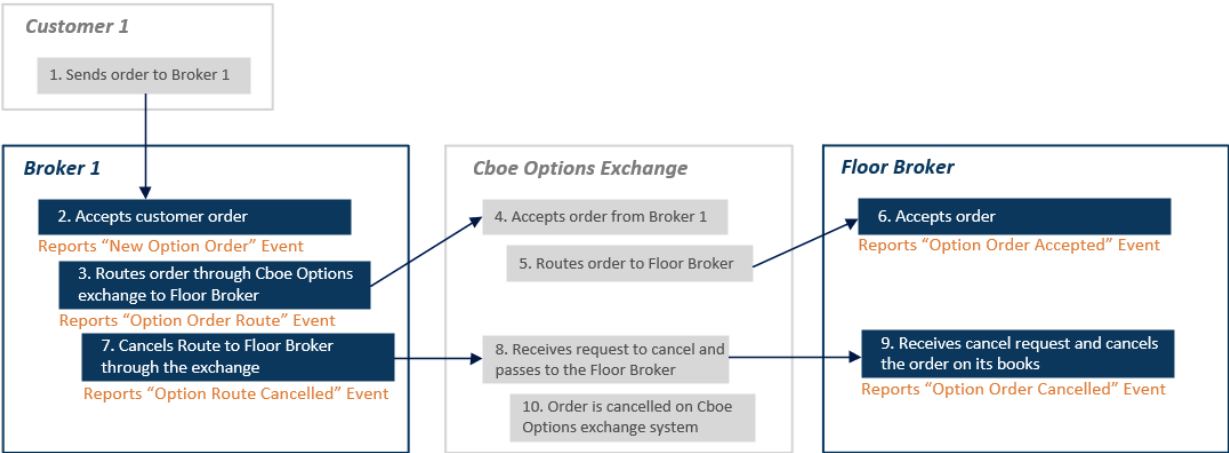 Customer 1
1. Sends order to Broker 1
Broker 1
2. Accepts customer order
Reports “New Option Order” Event
3. Routes order through Cboe Options
exchange to Floor Broker
Reports “Option Order Route” Event
7. Cancels Route to Floor Broker
through the exchange
Reports “Option Route Cancelled” Event
Cboe Options Exchange
4. Accepts order from Broker 1
5. Routes order to Floor Broker
8. Receives request to cancel and
passes to the Floor Broker
10. Order is cancelled on Cboe
Options exchange system
Floor Broker
6. Accepts order
Reports “Option Order Accepted” Event
9. Receives cancel request and cancels
the order on its books
Reports “Option Order Cancelled” Event